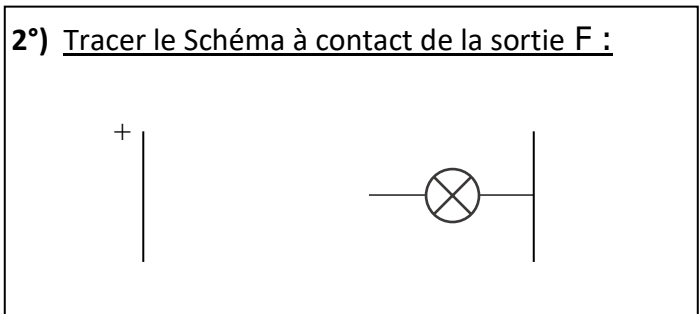 2°) Tracer le Schéma à contact de la sortie F :
+